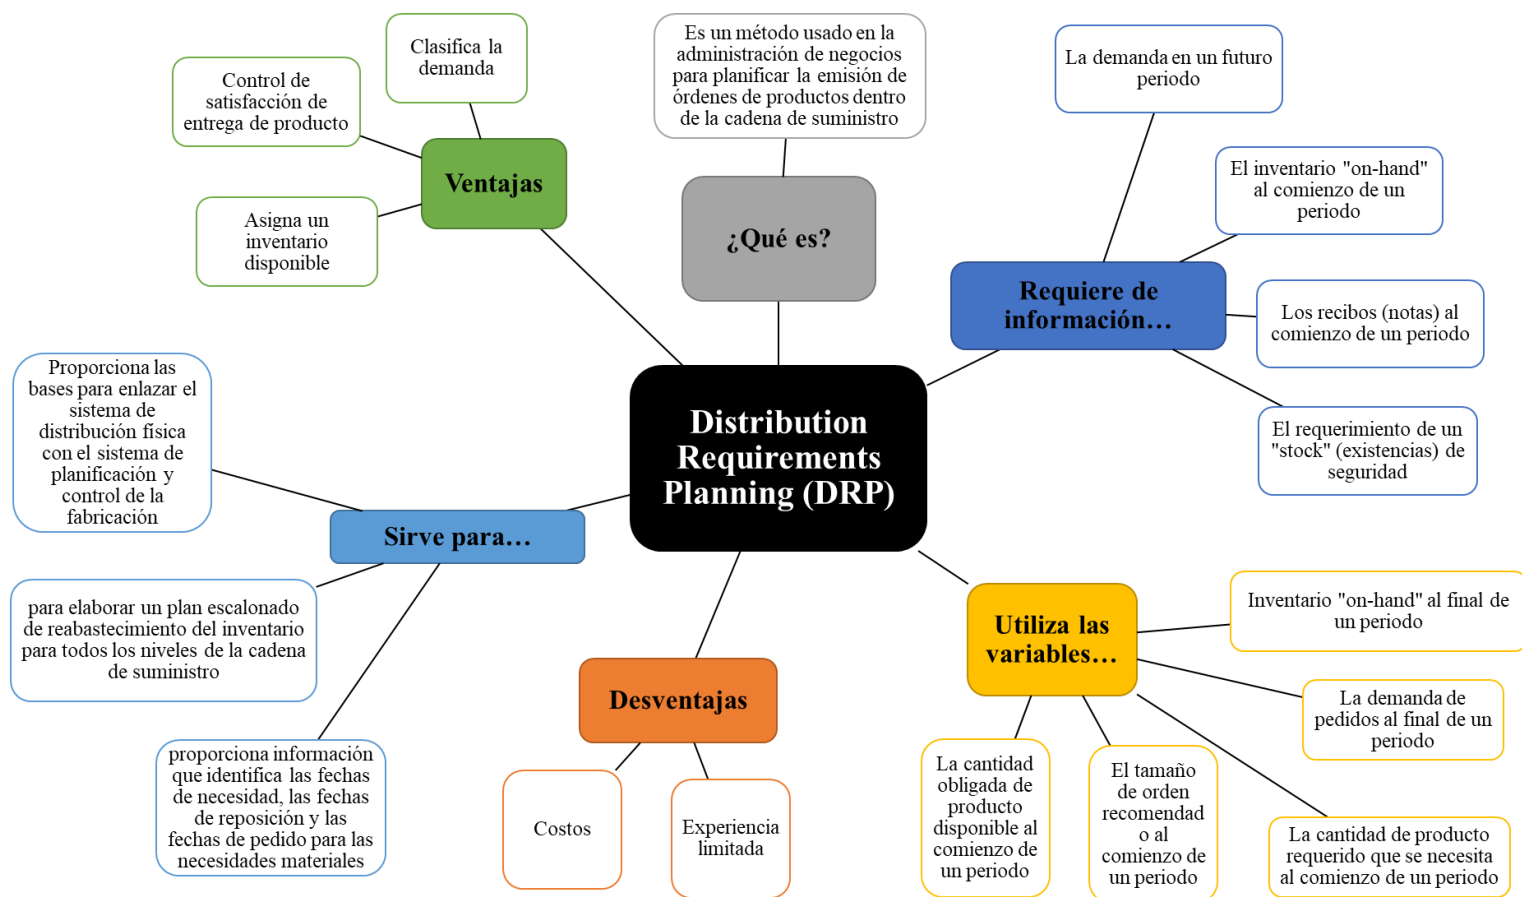 Distribution
Requirements
Planning (DRP)
¿Qué es?
Es un método usado en la
administración de negocios
para planificar la emisión de
órdenes de productos dentro
de la cadena de suministro
Requiere de
información…
La demanda en un futuro
periodo
El inventario "on-hand"
al comienzo de un
periodo
Los recibos (notas) al
comienzo de un periodo
El requerimiento de un
"stock" (existencias) de
seguridad
Utiliza las
variables…
Inventario "on-hand" al final de
un periodo
La demanda de
pedidos al final de un
periodo
La cantidad de producto
requerido que se necesita
al comienzo de un periodo
El tamaño
de orden
recomendad
o al
comienzo de
un periodo
La cantidad
obligada de
producto
disponible al
comienzo de
un periodo
Desventajas
Costos
Experiencia
limitada
Sirve para…
Proporciona las
bases para enlazar el
sistema de
distribución física
con el sistema de
planificación y
control de la
fabricación
para elaborar un plan escalonado
de reabastecimiento del inventario
para todos los niveles de la cadena
de suministro
proporciona información
que identifica las fechas
de necesidad, las fechas
de reposición y las
fechas de pedido para las
necesidades materiales
Ventajas
Clasifica la
demanda
Control de
satisfacción de
entrega de producto
Asigna un
inventario
disponible